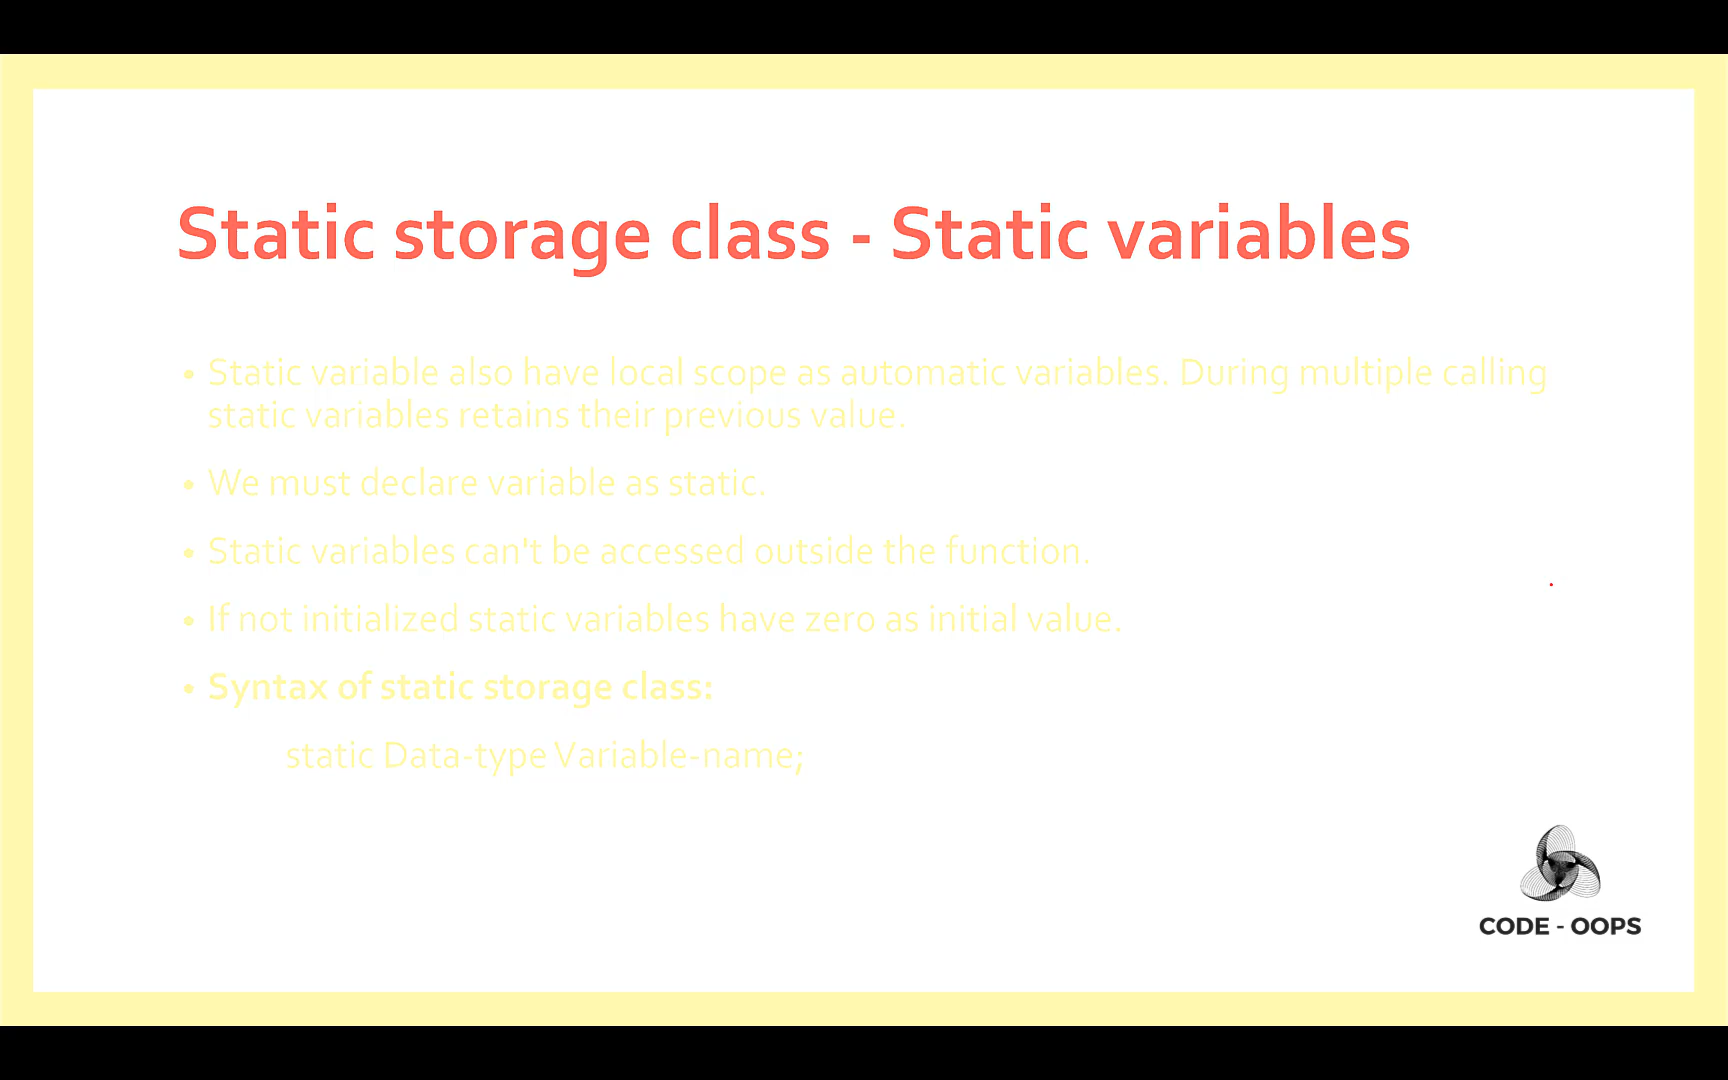 Static storage class - Static variables
• Static variable also have local scope as automatic variables. During multiple calling
static variables retains their previous value.
• We must declare variable as static.
• Static variables can't be accessed outside the function.
• If not initialized static variables have zero as initial value.
• Syntax of static storage class:
static Data-type Variable-name;
CODE - OOPS